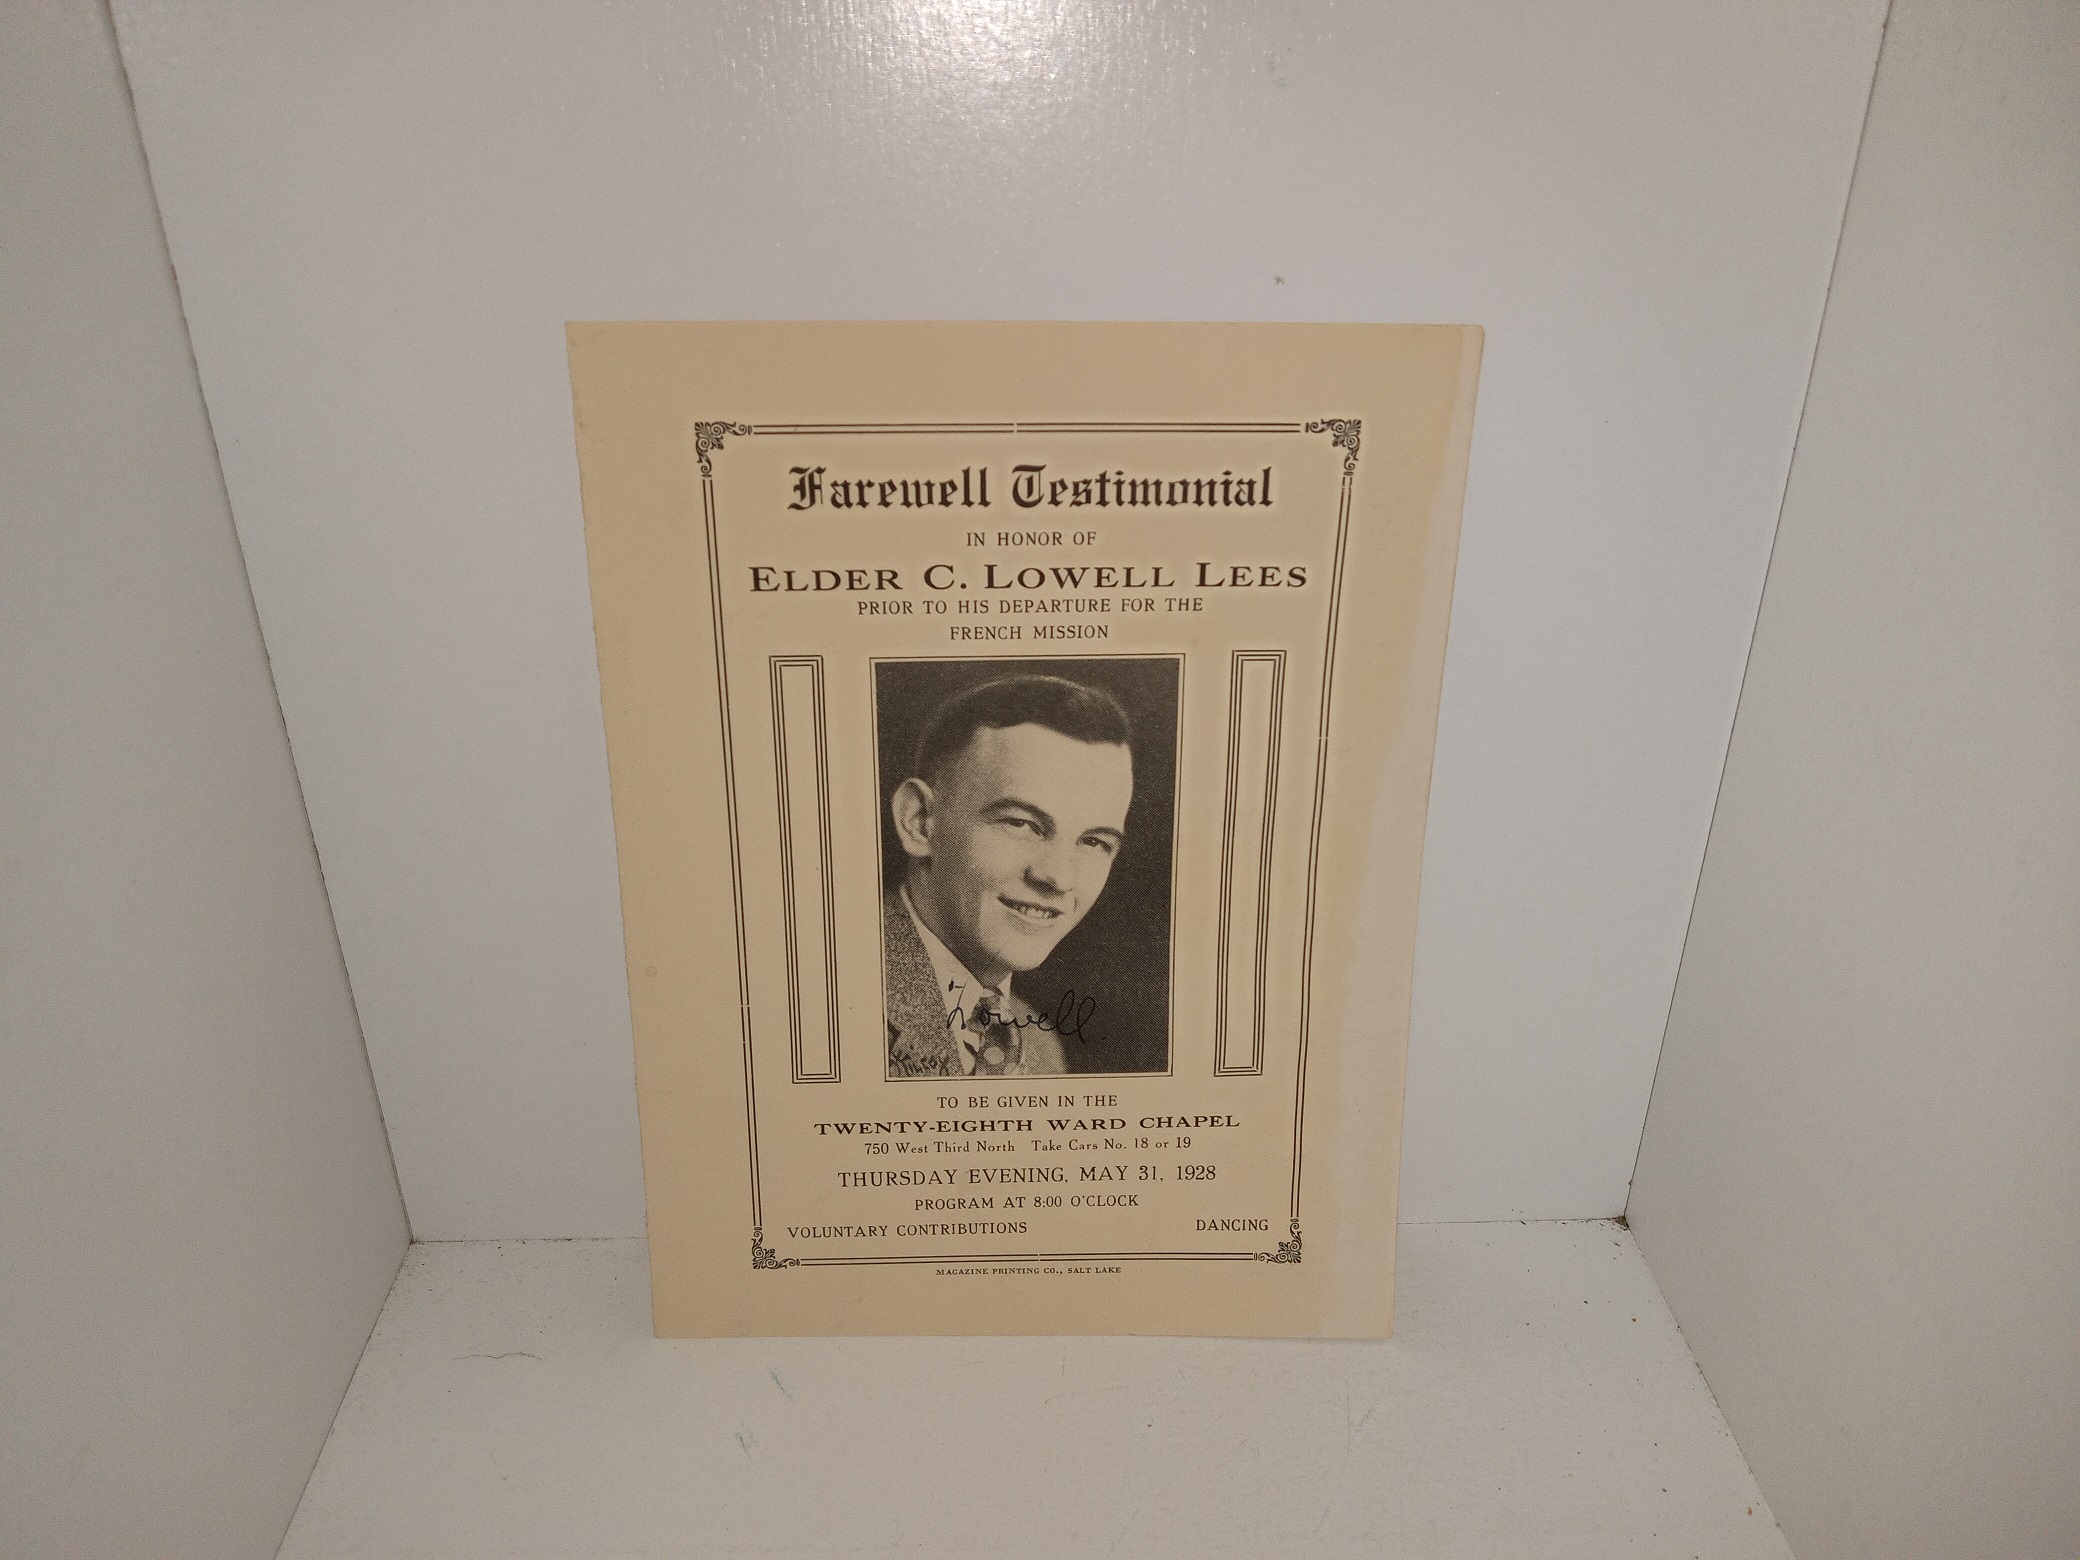 Farewell Testimonial
IN HONOR OF
ELDER C. LOWELL LEES
PRIOR TO HIS DEPARTURE FOR THE
FRENCH MISSION
Lowell
Wilcox
TO BE GIVEN IN THE
TWENTY-EIGHTH WARD CHAPEL
750 West Third North Take Cars No. 18 or 19
THURSDAY EVENING, MAY 31, 1928
PROGRAM AT 8:00 O'CLOCK
VOLUNTARY CONTRIBUTIONS DANCING
MAGAZINE PRINTING CO., SALT LAKE